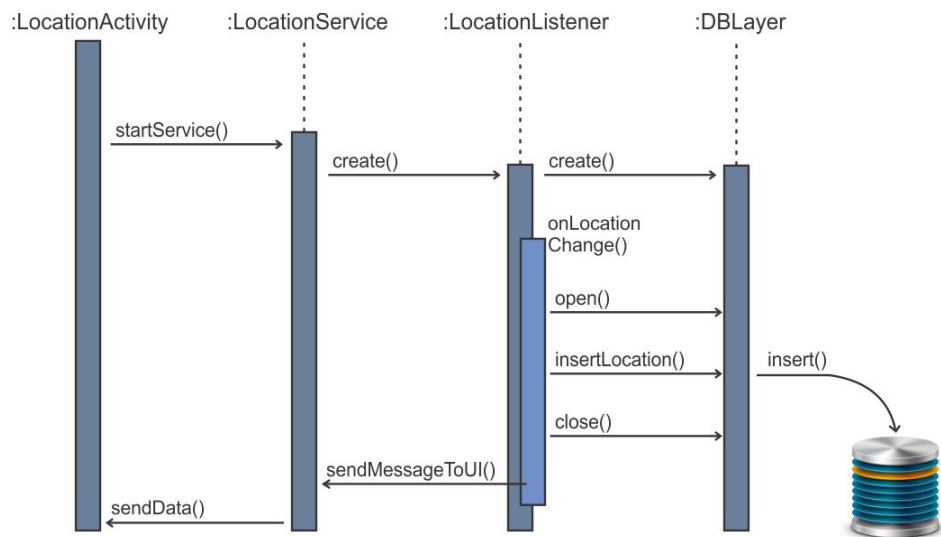 :LocationActivity
:LocationService
:LocationListener
:DBLayer
startService()
create()
create()
onLocation
Change()
open()
insertLocation()
insert()
close()
sendMessageToUI()
sendData()